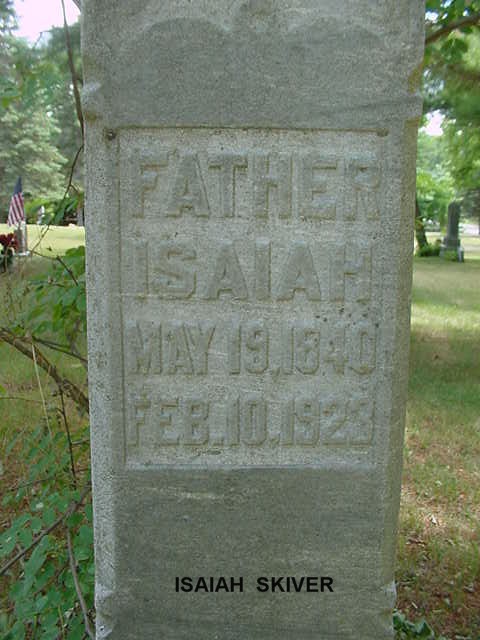 FATHER
ISAIAH
MAY 19, 1840
FEB. 10, 1923
ISAIAH SKIVER